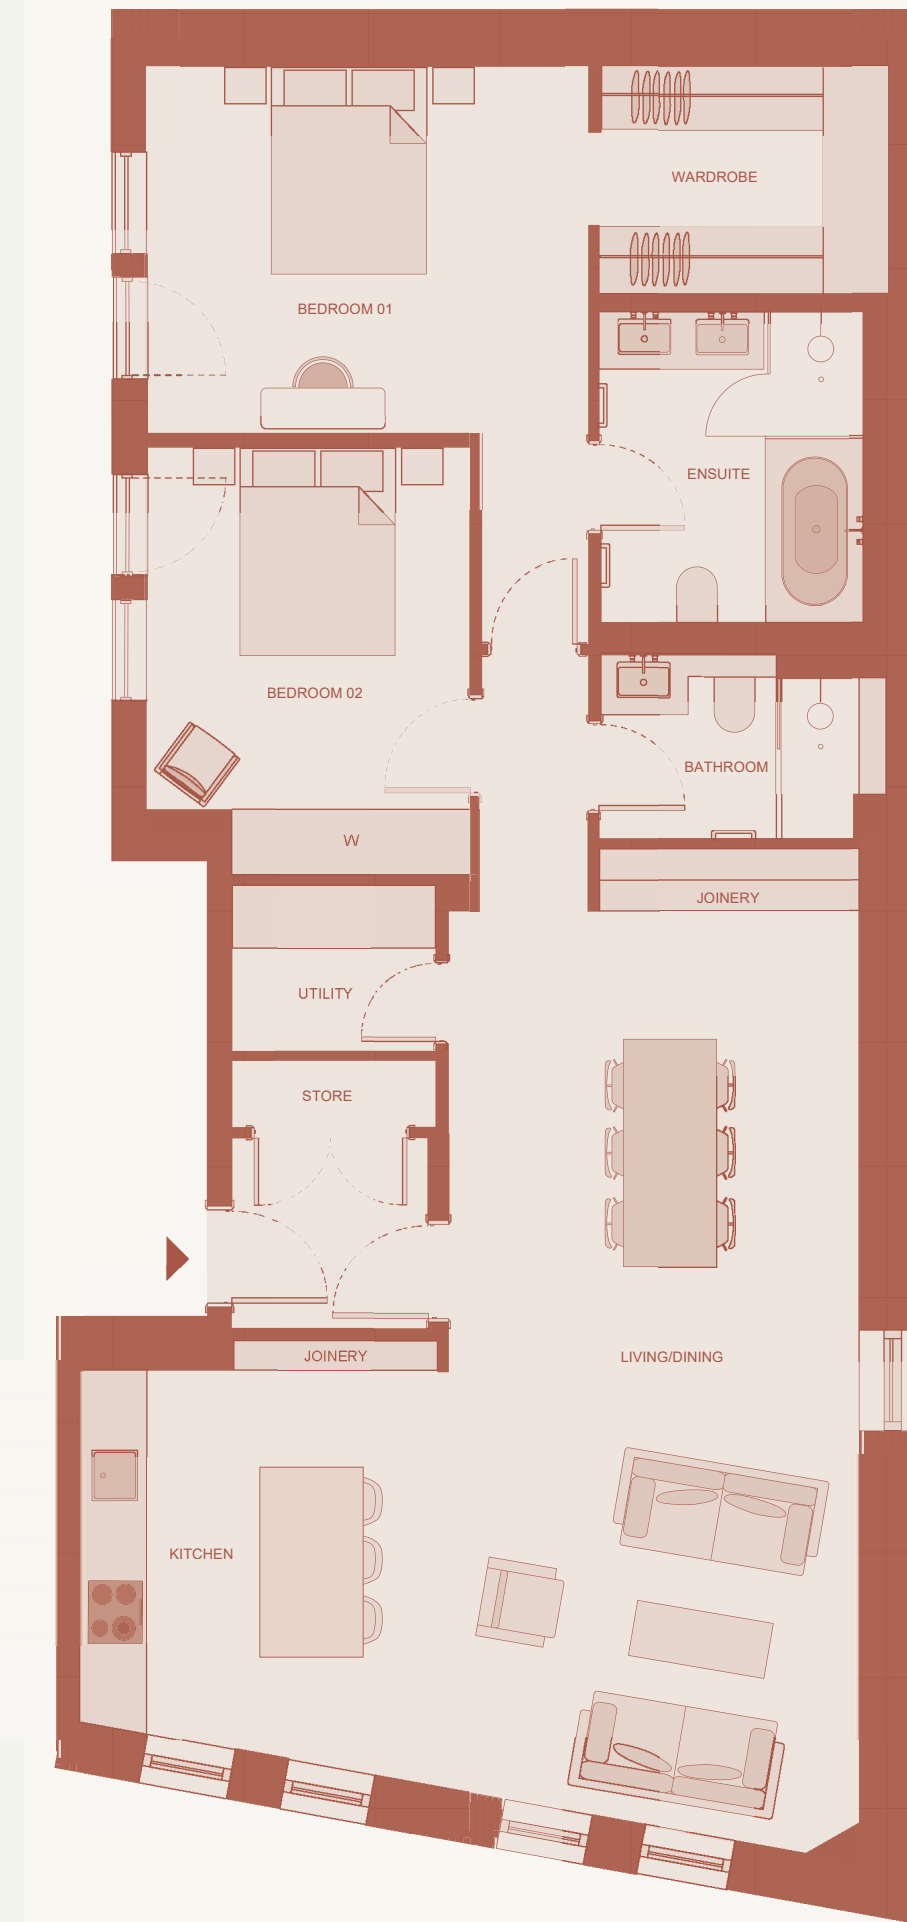 WARDROBE
BEDROOM 01
ENSUITE
BEDROOM 02
BATHROOM
W
JOINERY
UTILITY
STORE
JOINERY
LIVING/DINING
KITCHEN